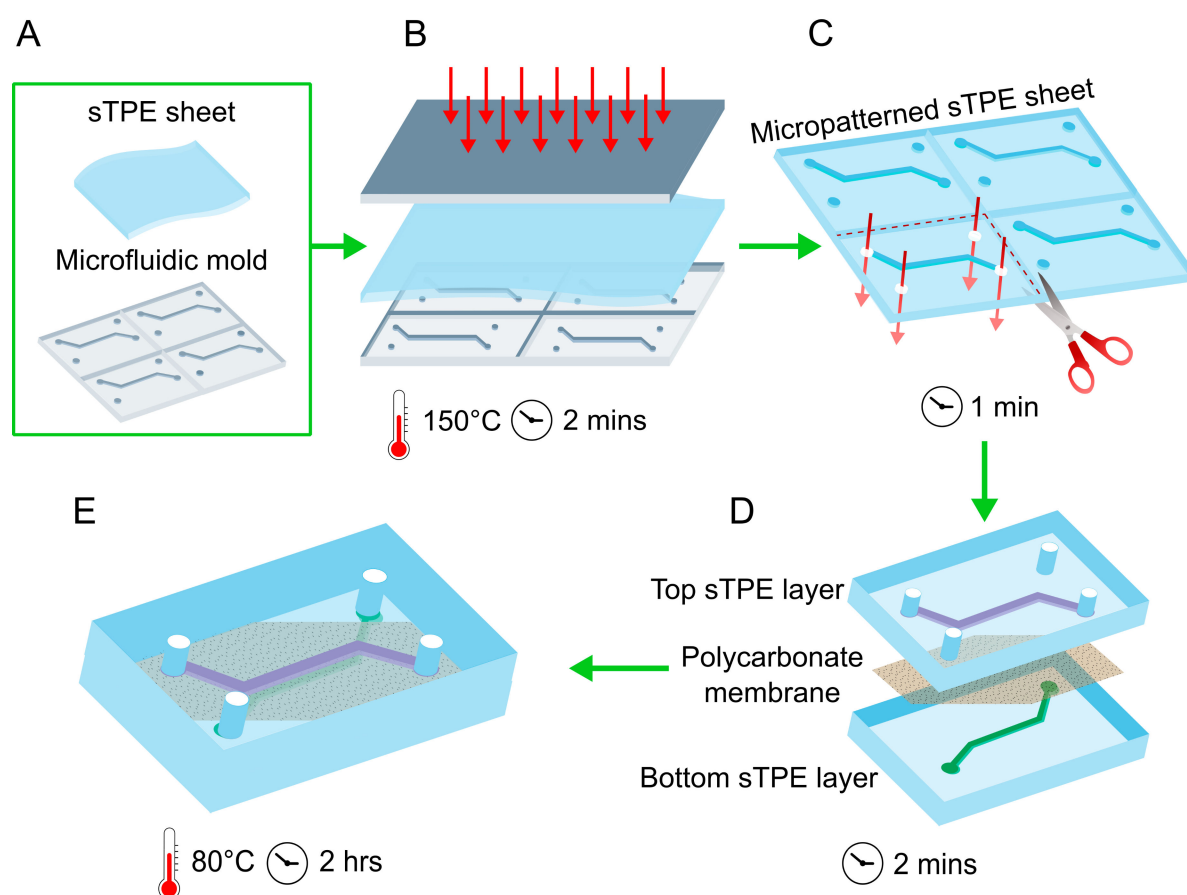 A
sTPE sheet
Microfluidic mold
B
150°C
2 mins
C
Micropatterned sTPE sheet
1 min
D
Top sTPE layer
Polycarbonate
membrane
Bottom sTPE layer
2 mins
E
80°C
2 hrs